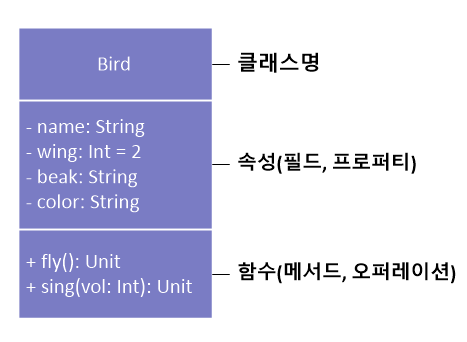 Bird
클래스명
- name: String
- wing: Int = 2
- beak: String
- color: String
속성(필드, 프로퍼티)
+ fly(): Unit
+ sing(vol: Int): Unit
함수(메서드, 오퍼레이션)